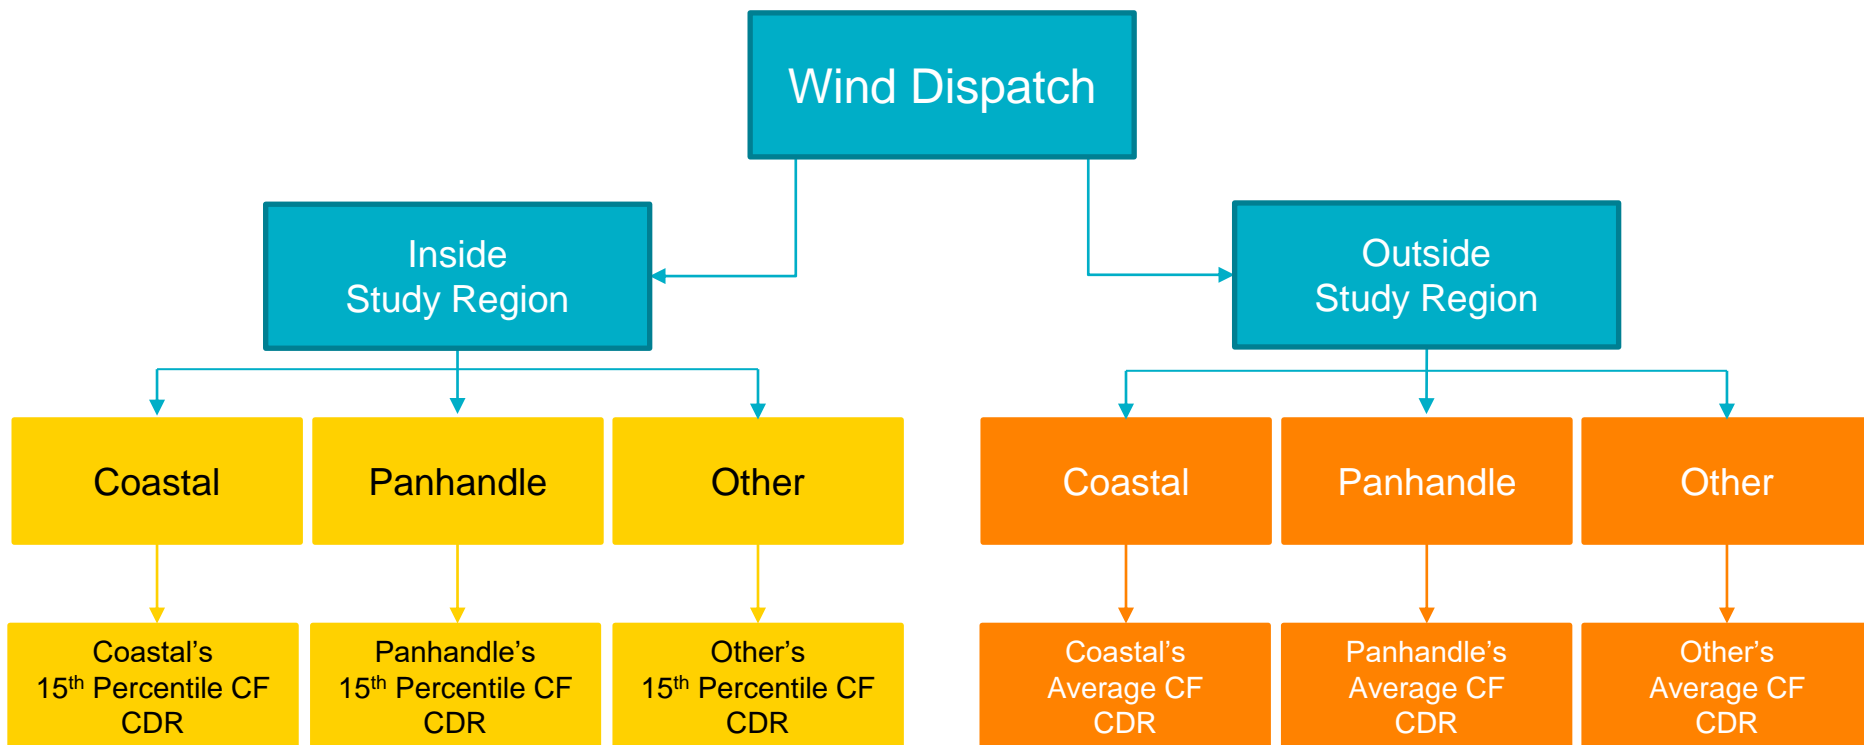 Wind Dispatch
Inside
Study Region
Outside
Study Region
Coastal
Panhandle
Other
Coastal
Panhandle
Other
Coastal’s
15th Percentile CF
CDR
Panhandle’s
15th Percentile CF
CDR
Other’s
15th Percentile CF
CDR
Coastal’s
Average CF
CDR
Panhandle’s
Average CF
CDR
Other’s
Average CF
CDR